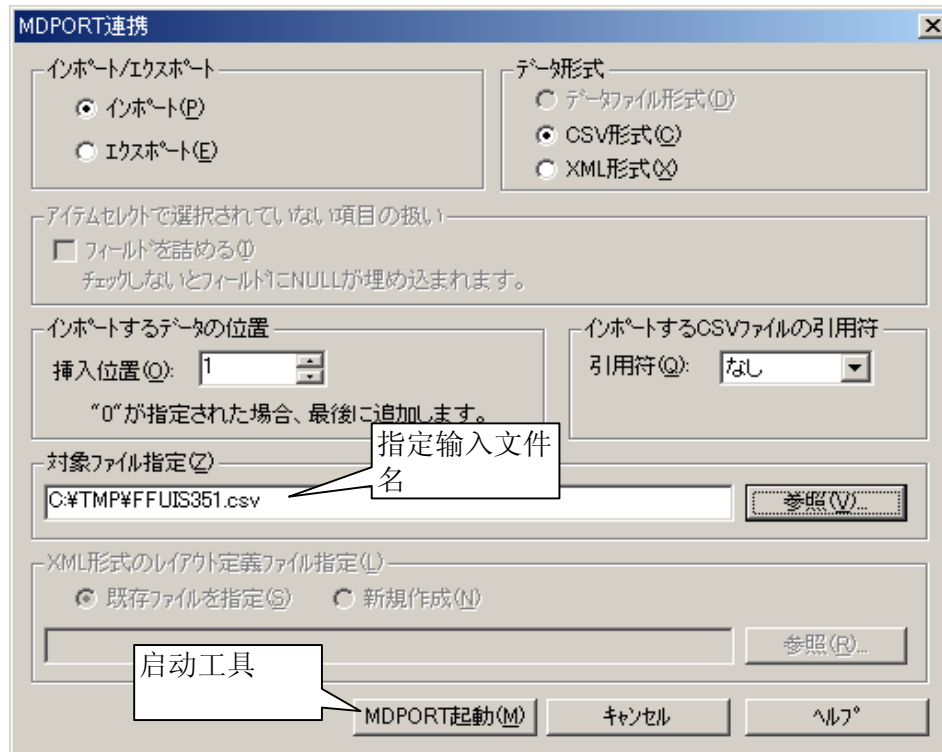 MDPORT連携
インポート/エクスポート
インポート(P)
エクスポート(E)
データ形式
データファイル形式(D)
CSV形式(C)
XML形式(X)
アイテムセレクトで選択されていない項目の扱い
フィールドを詰める(I)
チェックしないとフィールドにNULLが埋め込まれます。
インポートするデータの位置
挿入位置(O): 1
"0"が指定された場合、最後に追加します。
インポートするCSVファイルの引用符
引用符(Q): なし
指定输入文件
名
対象ファイル指定(Z)
C:¥TMP¥FFUIS351.csv
参照(V)...
XML形式のレイアウト定義ファイル指定(L)
既存ファイルを指定(S) 新規作成(N)
参照(R)...
启动工具
MDPORT起動(M) キャンセル ヘルプ